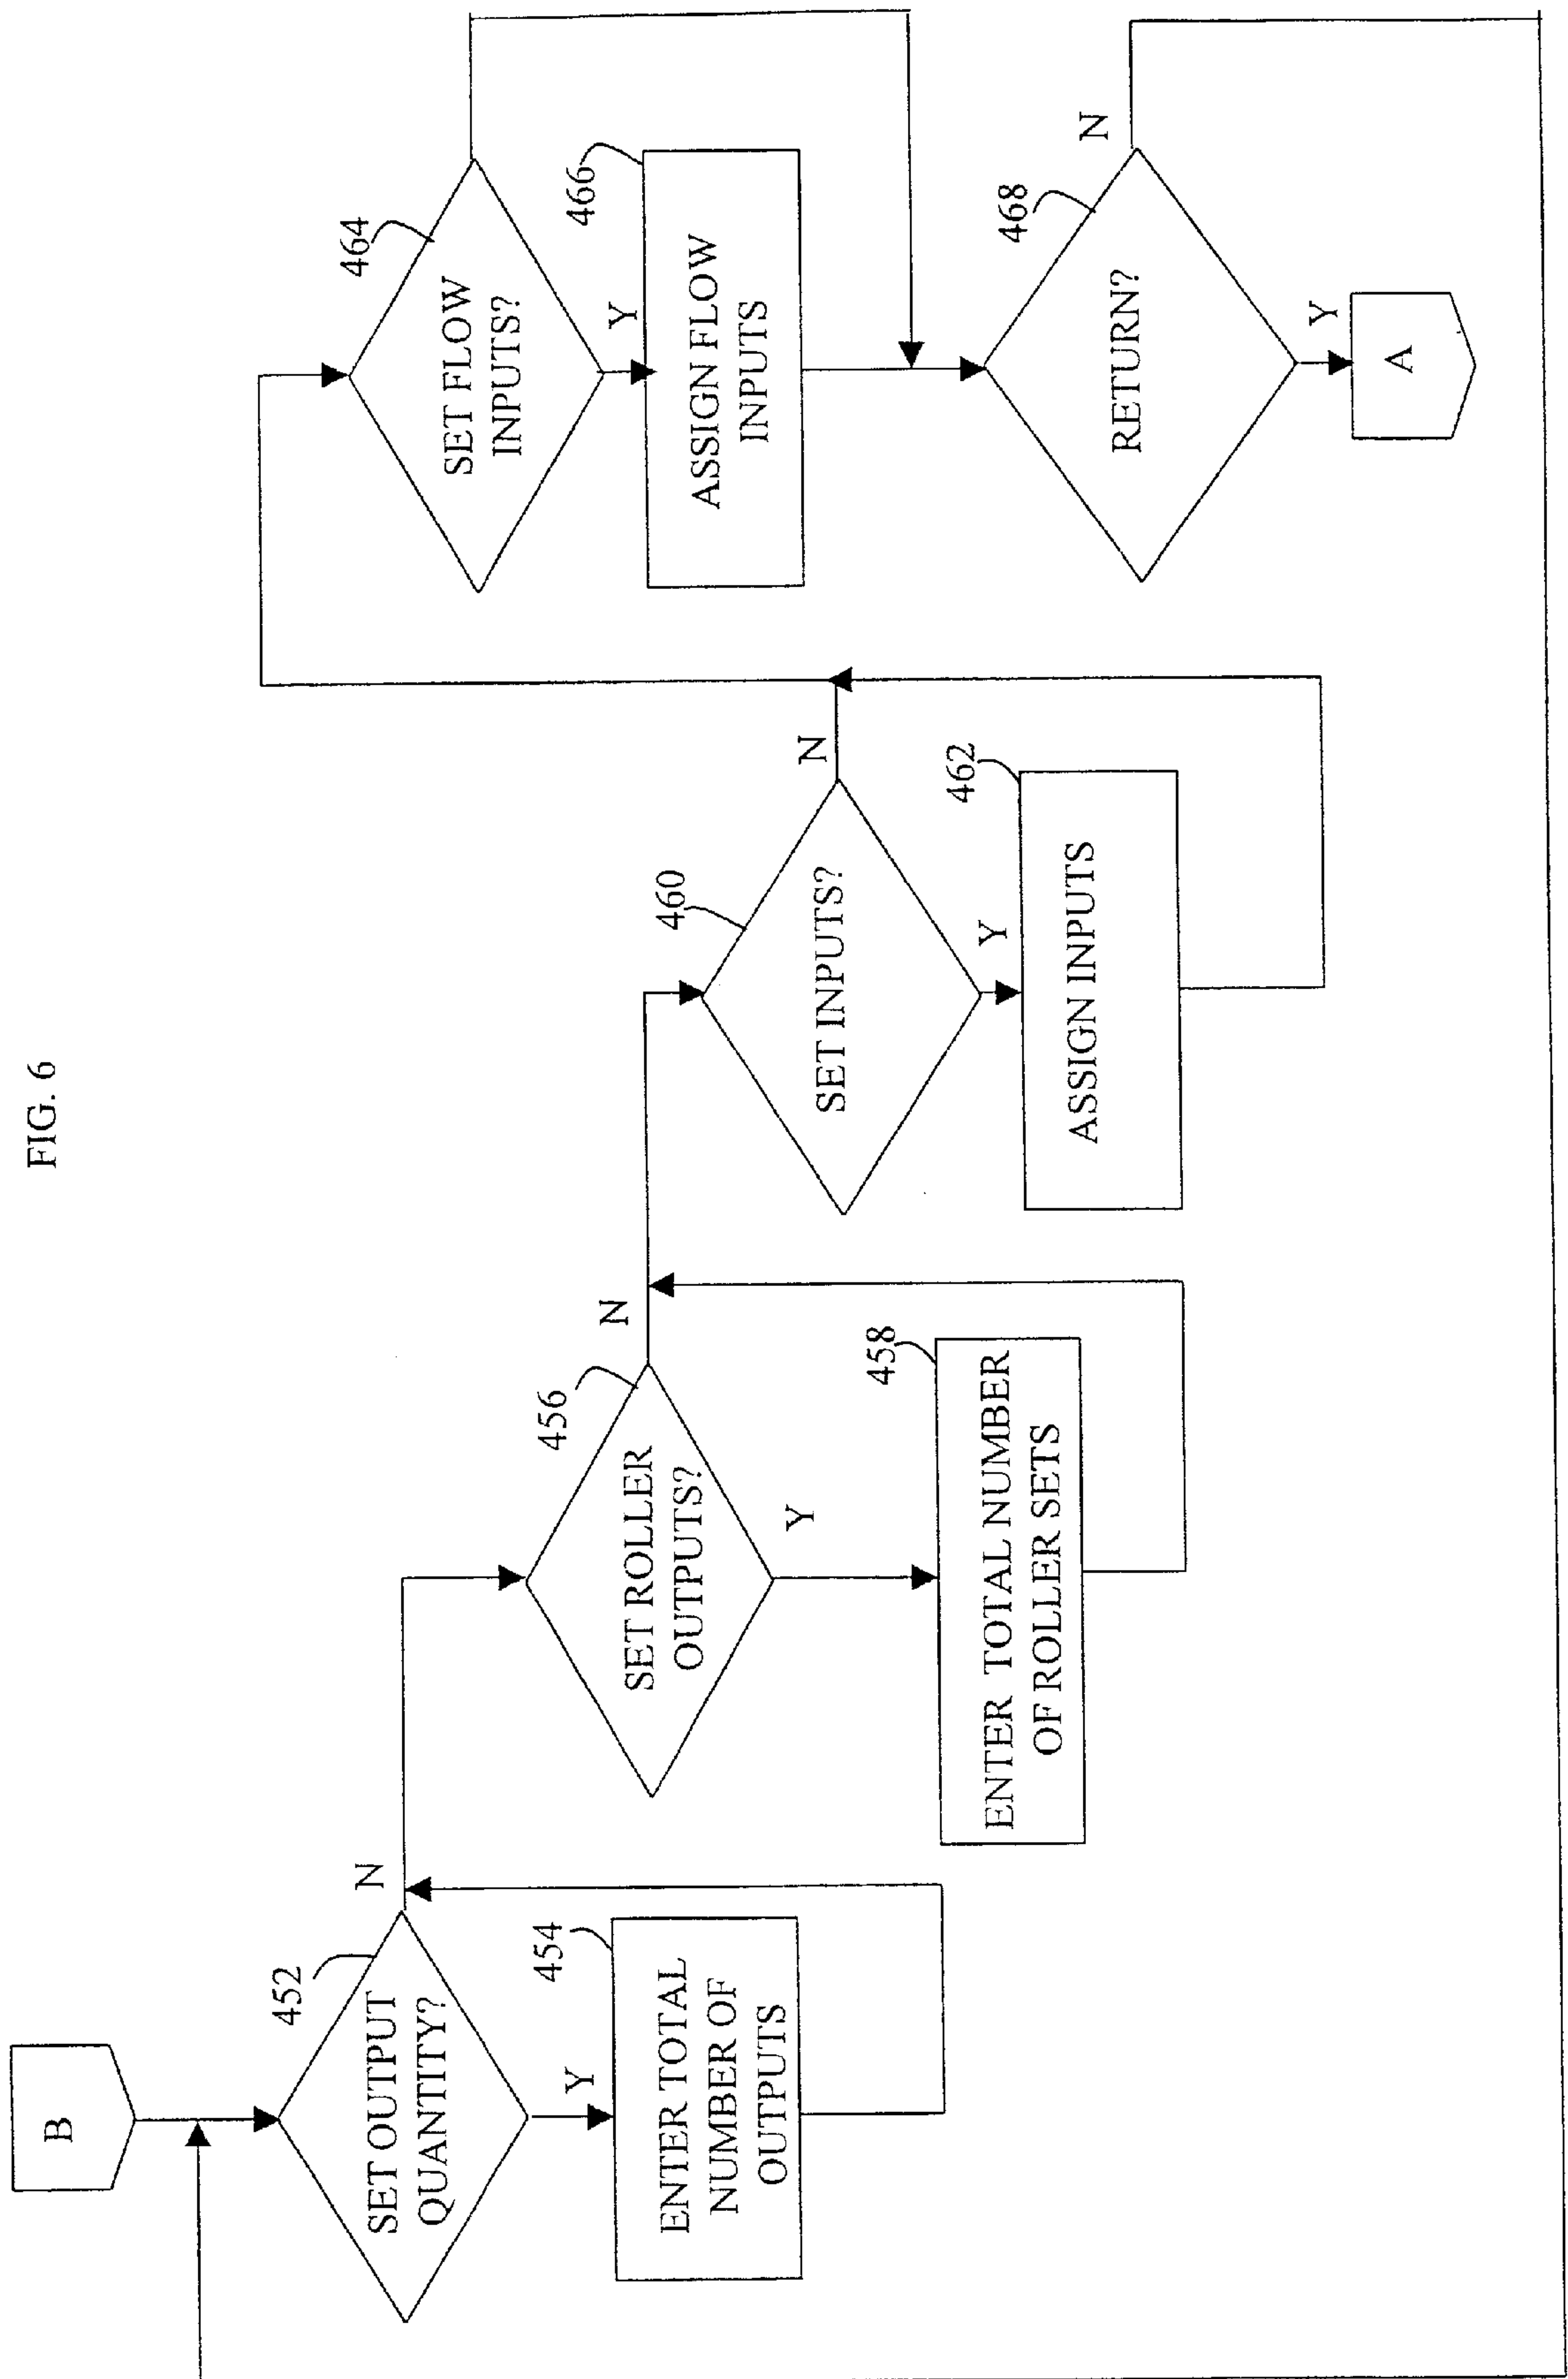 FIG. 6
B
452
SET OUTPUT
QUANTITY?
N
Y
454
ENTER TOTAL
NUMBER OF
OUTPUTS
456
SET ROLLER
OUTPUTS?
N
Y
458
ENTER TOTAL NUMBER
OF ROLLER SETS
460
SET INPUTS?
N
Y
462
ASSIGN INPUTS
464
SET FLOW
INPUTS?
Y
466
ASSIGN FLOW
INPUTS
468
RETURN?
N
Y
A